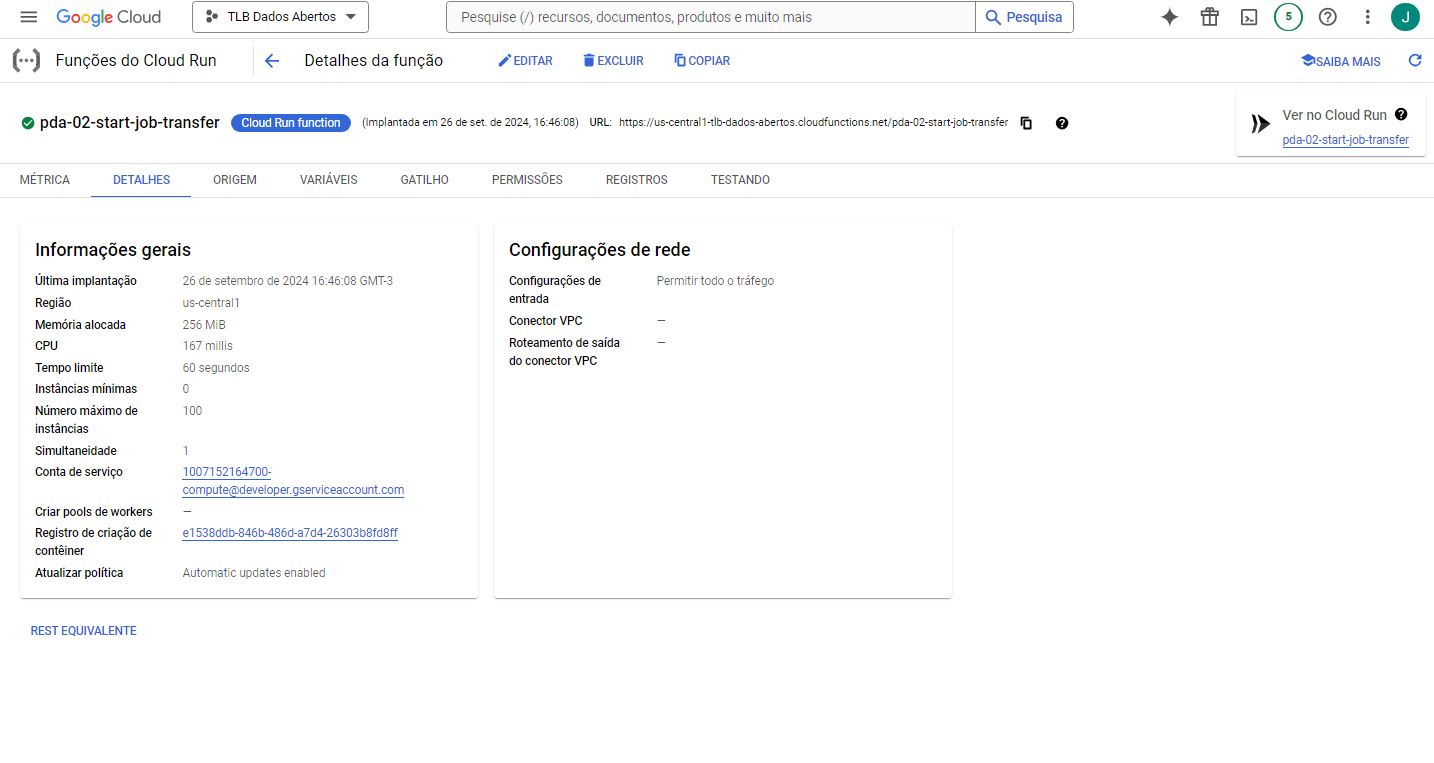 Google Cloud
TLB Dados Abertos
Pesquise (/) recursos, documentos, produtos e muito mais
Pesquisa
5
J
Funções do Cloud Run
Detalhes da função
EDITAR
EXCLUIR
COPIAR
SAIBA MAIS
pda-02-start-job-transfer
Cloud Run function
(Implantada em 26 de set. de 2024, 16:46:08)
URL: https://us-central1-tlb-dados-abertos.cloudfunctions.net/pda-02-start-job-transfer
Ver no Cloud Run
pda-02-start-job-transfer
MÉTRICA
DETALHES
ORIGEM
VARIÁVEIS
GATILHO
PERMISSÕES
REGISTROS
TESTANDO
Informações gerais
Última implantação 26 de setembro de 2024 16:46:08 GMT-3
Região us-central1
Memória alocada 256 MiB
CPU 167 millis
Tempo limite 60 segundos
Instâncias mínimas 0
Número máximo de 100
instâncias
Simultaneidade 1
Conta de serviço 1007152164700-
compute@developer.gserviceaccount.com
Criar pools de workers —
Registro de criação de e1538ddb-846b-486d-a7d4-26303b8fd8ff
contêiner
Atualizar política Automatic updates enabled
Configurações de rede
Configurações de Permitir todo o tráfego
entrada
Conector VPC —
Roteamento de saída —
do conector VPC
REST EQUIVALENTE